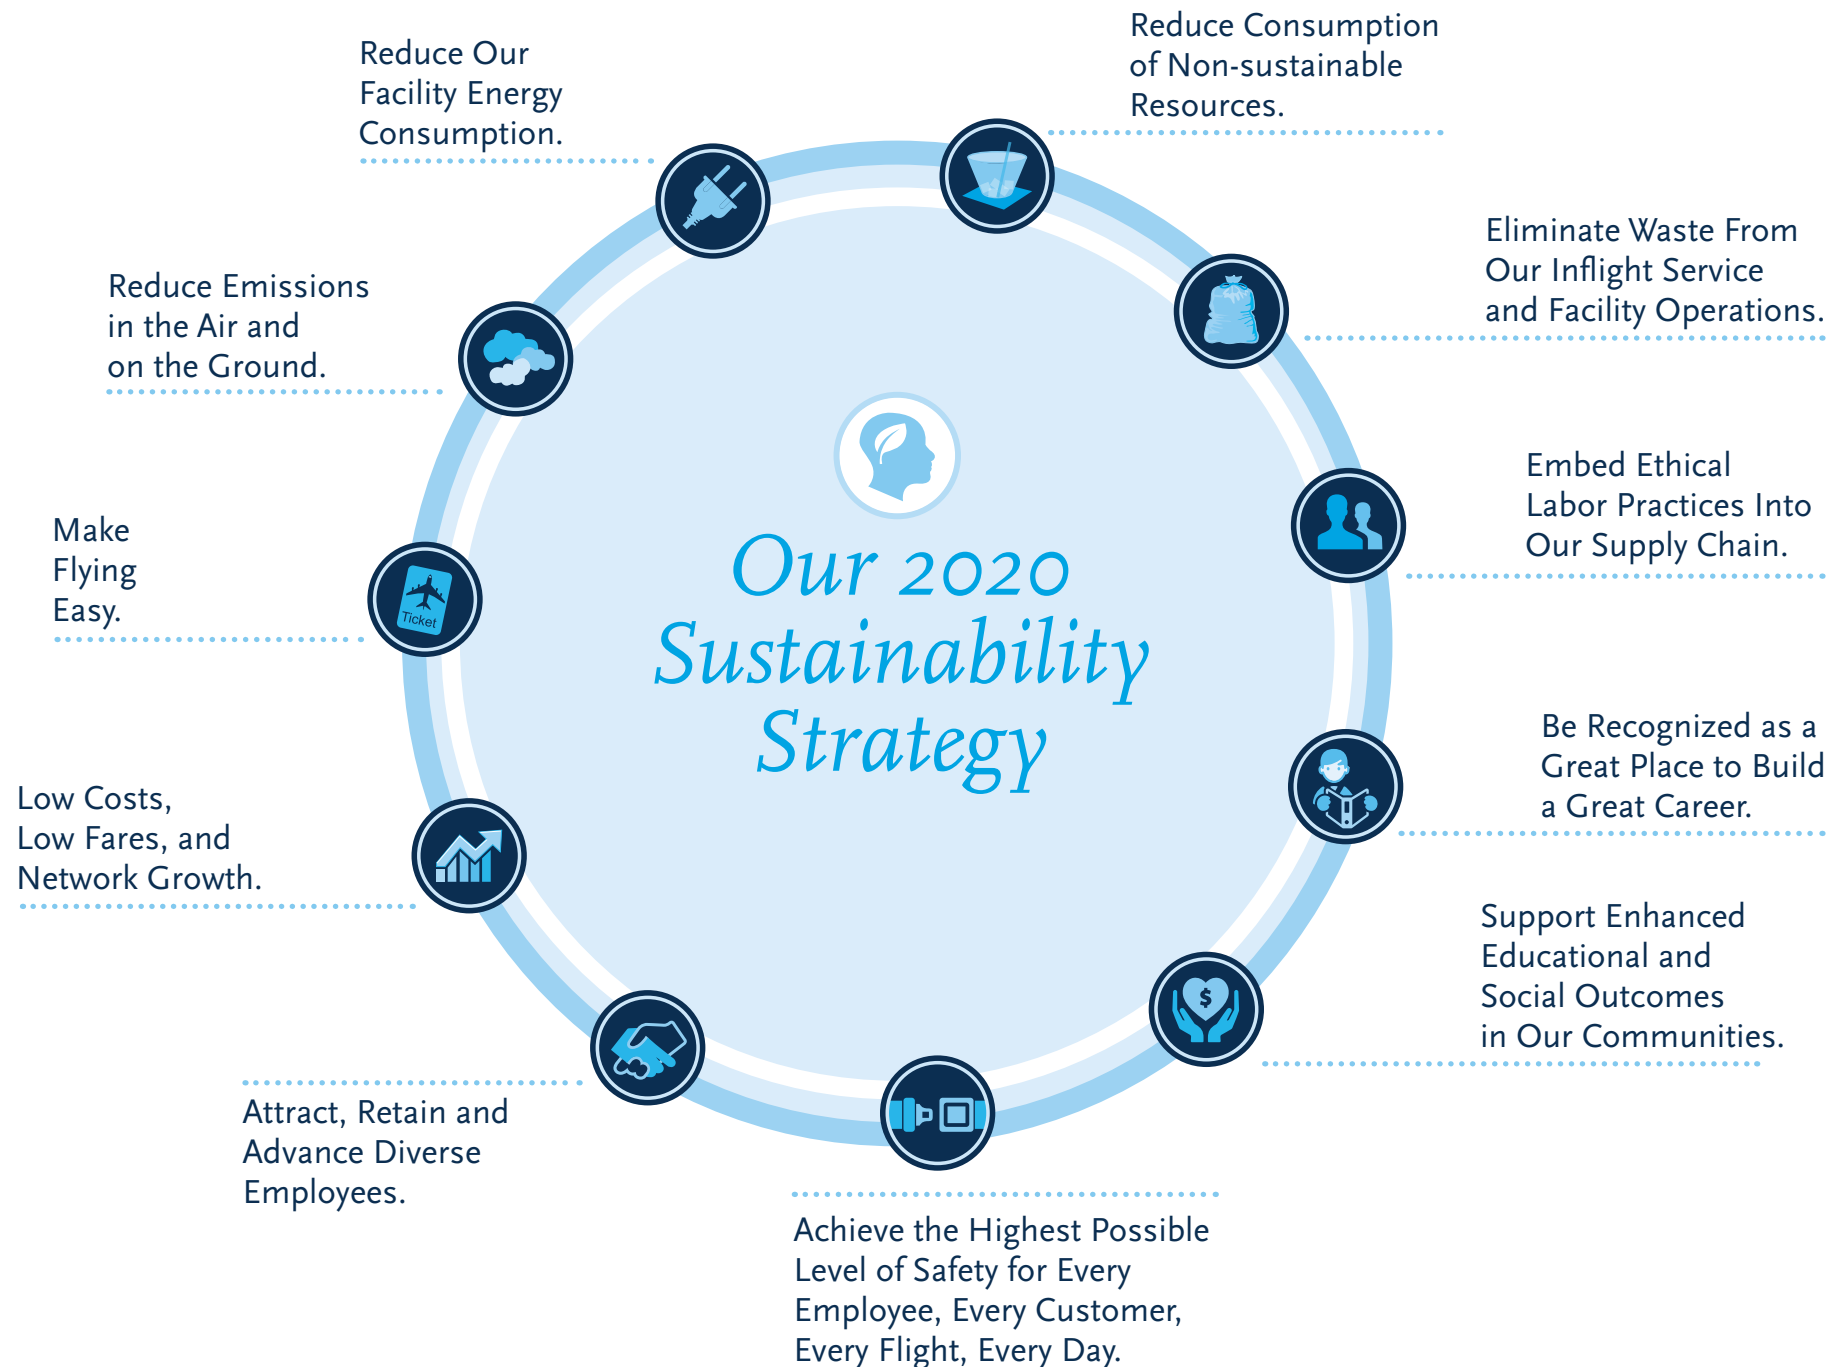 Reduce Our
Facility Energy
Consumption.
Reduce Consumption
of Non-sustainable
Resources.
Eliminate Waste From
Our Inflight Service
and Facility Operations.
Reduce Emissions
in the Air and
on the Ground.
Embed Ethical
Labor Practices Into
Our Supply Chain.
Make
Flying
Easy.
Ticket
Our 2020
Sustainability
Strategy
Be Recognized as a
Great Place to Build
a Great Career.
Low Costs,
Low Fares, and
Network Growth.
Support Enhanced
Educational and
Social Outcomes
in Our Communities.
$
Attract, Retain and
Advance Diverse
Employees.
Achieve the Highest Possible
Level of Safety for Every
Employee, Every Customer,
Every Flight, Every Day.